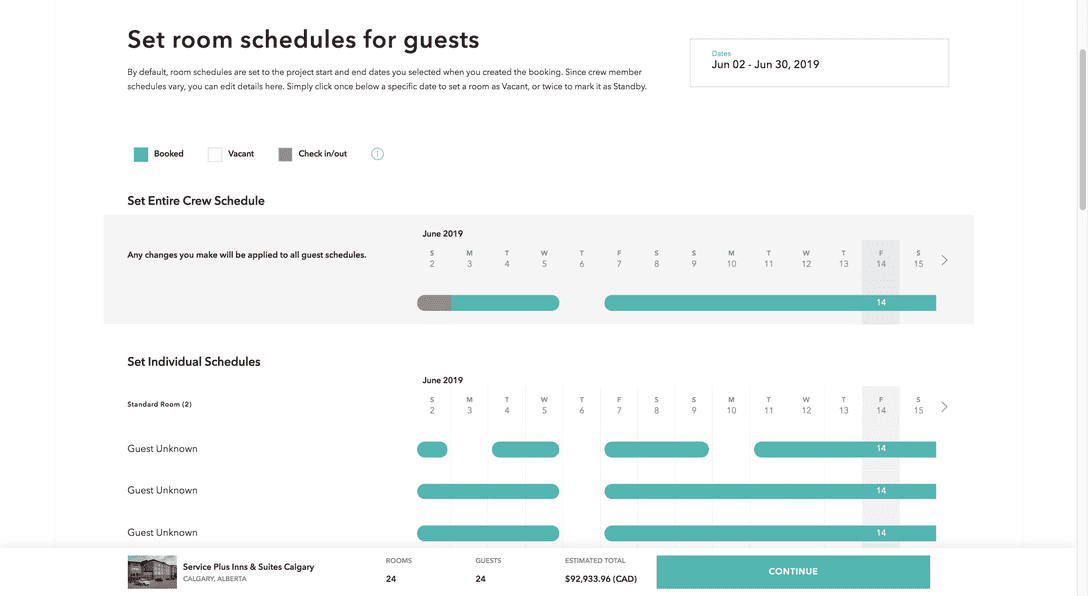 Set room schedules for guests
Dates
Jun 02 - Jun 30, 2019
By default, room schedules are set to the project start and end dates you selected when you created the booking. Since crew member
schedules vary, you can edit details here. Simply click once below a specific date to set a room as Vacant, or twice to mark it as Standby.
Booked Vacant Check in/out i
Set Entire Crew Schedule
June 2019
Any changes you make will be applied to all guest schedules.
S M T W T F S S M T W T F S
2 3 4 5 6 7 8 9 10 11 12 13 14 15
14
Set Individual Schedules
June 2019
Standard Room (2)
S M T W T F S S M T W T F S
2 3 4 5 6 7 8 9 10 11 12 13 14 15
Guest Unknown 14
Guest Unknown 14
Guest Unknown 14
Service Plus Inns & Suites Calgary
CALGARY, ALBERTA
ROOMS
24
GUESTS
24
ESTIMATED TOTAL
$92,933.96 (CAD)
CONTINUE